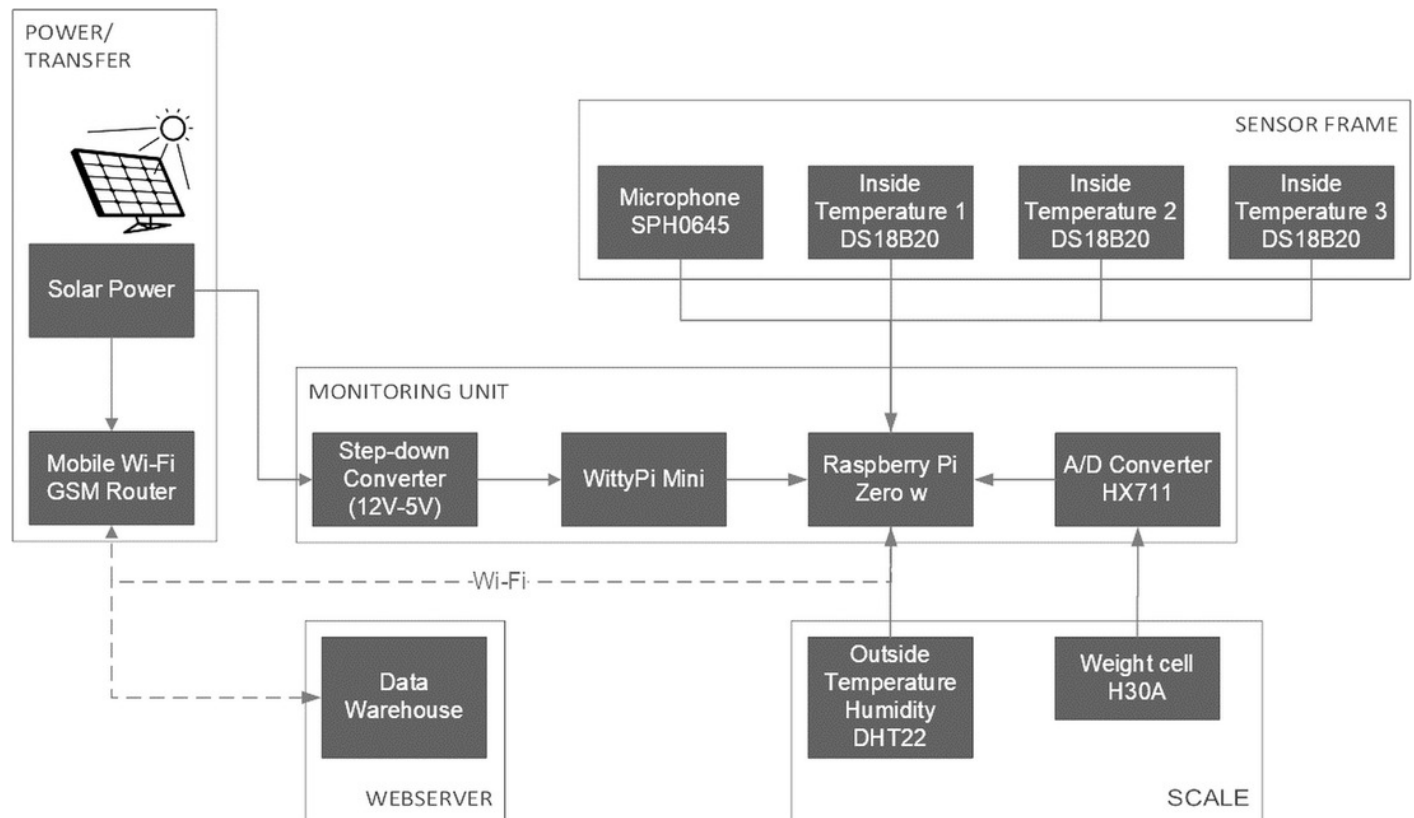 POWER/
TRANSFER
Solar Power
Mobile Wi-Fi
GSM Router
SENSOR FRAME
Microphone
SPH0645
Inside
Temperature 1
DS18B20
Inside
Temperature 2
DS18B20
Inside
Temperature 3
DS18B20
MONITORING UNIT
Step-down
Converter
(12V-5V)
WittyPi Mini
Raspberry Pi
Zero w
A/D Converter
HX711
Wi-Fi
Data
Warehouse
WEBSERVER
Outside
Temperature
Humidity
DHT22
Weight cell
H30A
SCALE